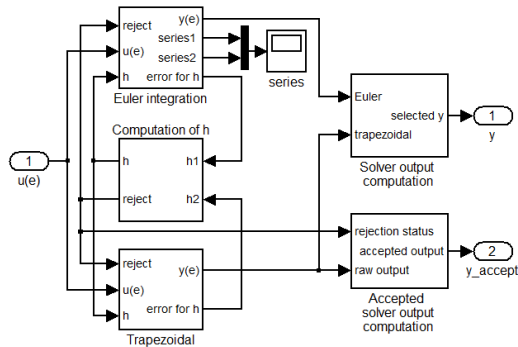 reject
u(e)
h
y(e)
series1
series2
error for h
Euler integration
series
Computation of h
h
reject
h1
h2
1
u(e)
reject
u(e)
h
y(e)
error for h
Trapezoidal
Euler
trapezoidal
selected y
Solver output
computation
1
y
rejection status
accepted output
raw output
Accepted
solver output
computation
2
y_accept